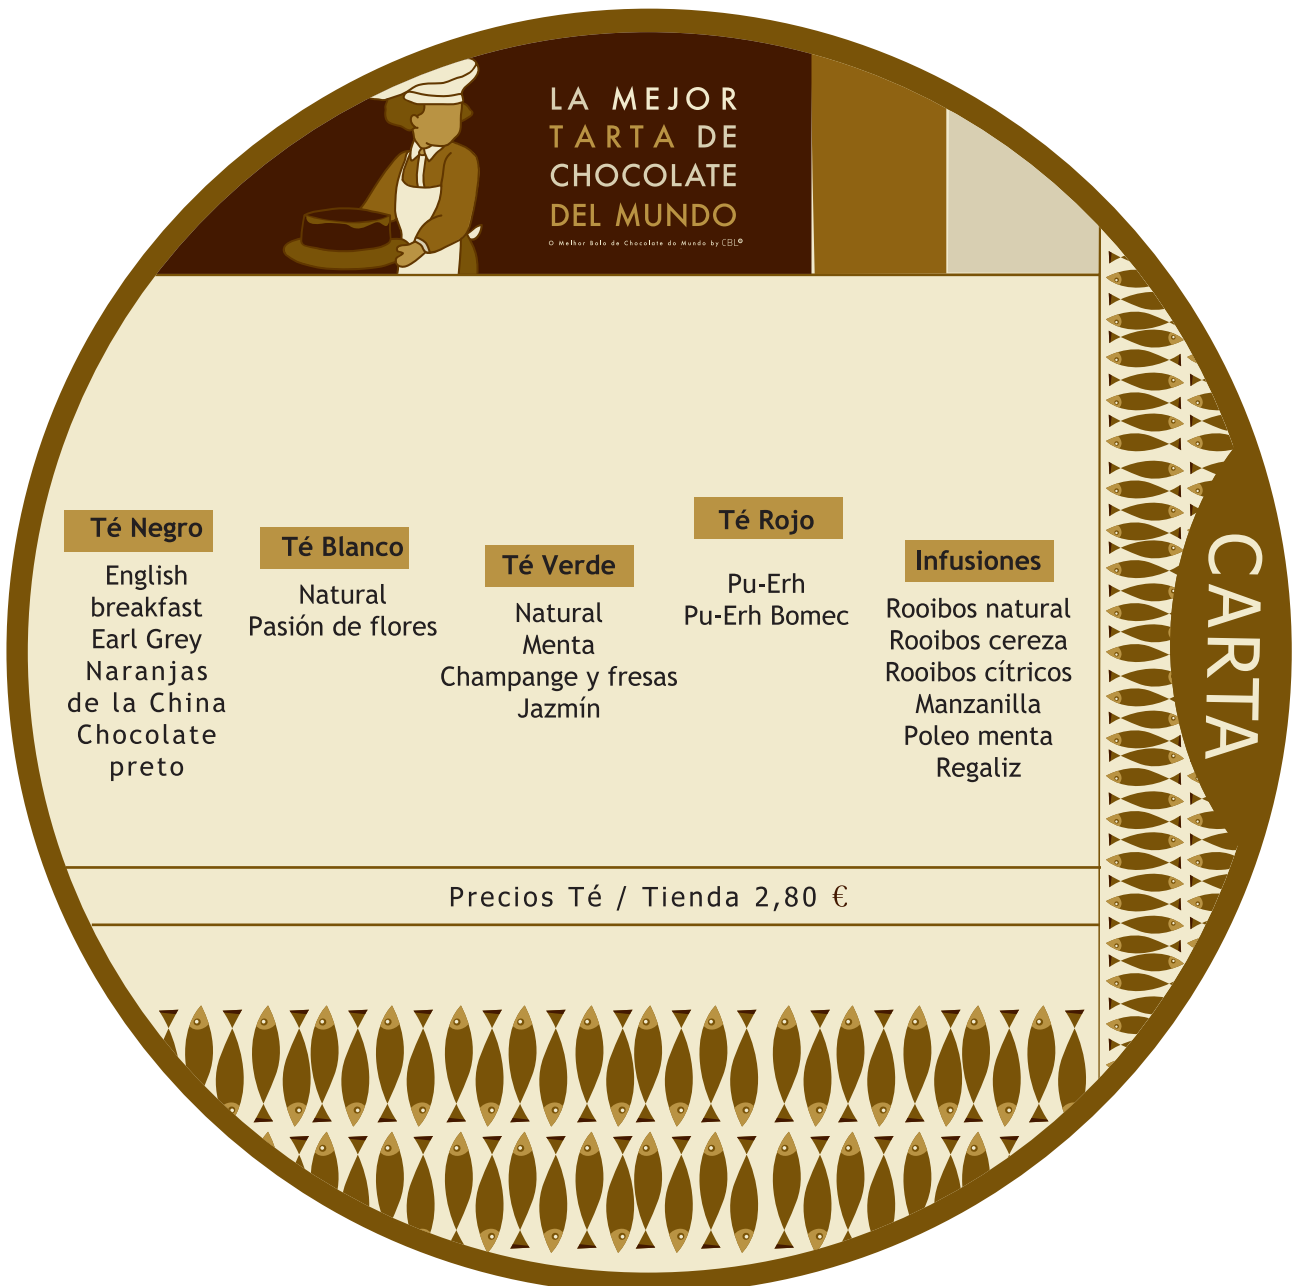 LA MEJOR
TARTA DE
CHOCOLATE
DEL MUNDO
O Melhor Bolo de Chocolate do Mundo by CBL®
Té Negro
English
breakfast
Earl Grey
Naranjas
de la China
Chocolate
preto
Té Blanco
Natural
Pasión de flores
Té Verde
Natural
Menta
Champange y fresas
Jazmín
Té Rojo
Pu-Erh
Pu-Erh Bomec
Infusiones
Rooibos natural
Rooibos cereza
Rooibos cítricos
Manzanilla
Poleo menta
Regaliz
CARTA
Precios Té / Tienda 2,80 €